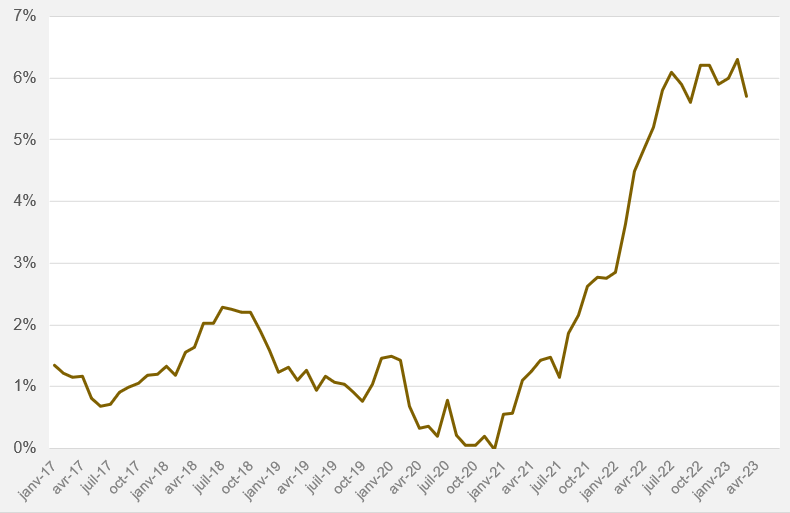 7%
6%
5%
4%
3%
2%
1%
0%
janv-17
avr-17
juil-17
oct-17
janv-18
avr-18
juil-18
oct-18
janv-19
avr-19
juil-19
oct-19
janv-20
avr-20
juil-20
oct-20
janv-21
avr-21
juil-21
oct-21
janv-22
avr-22
juil-22
oct-22
janv-23
avr-23